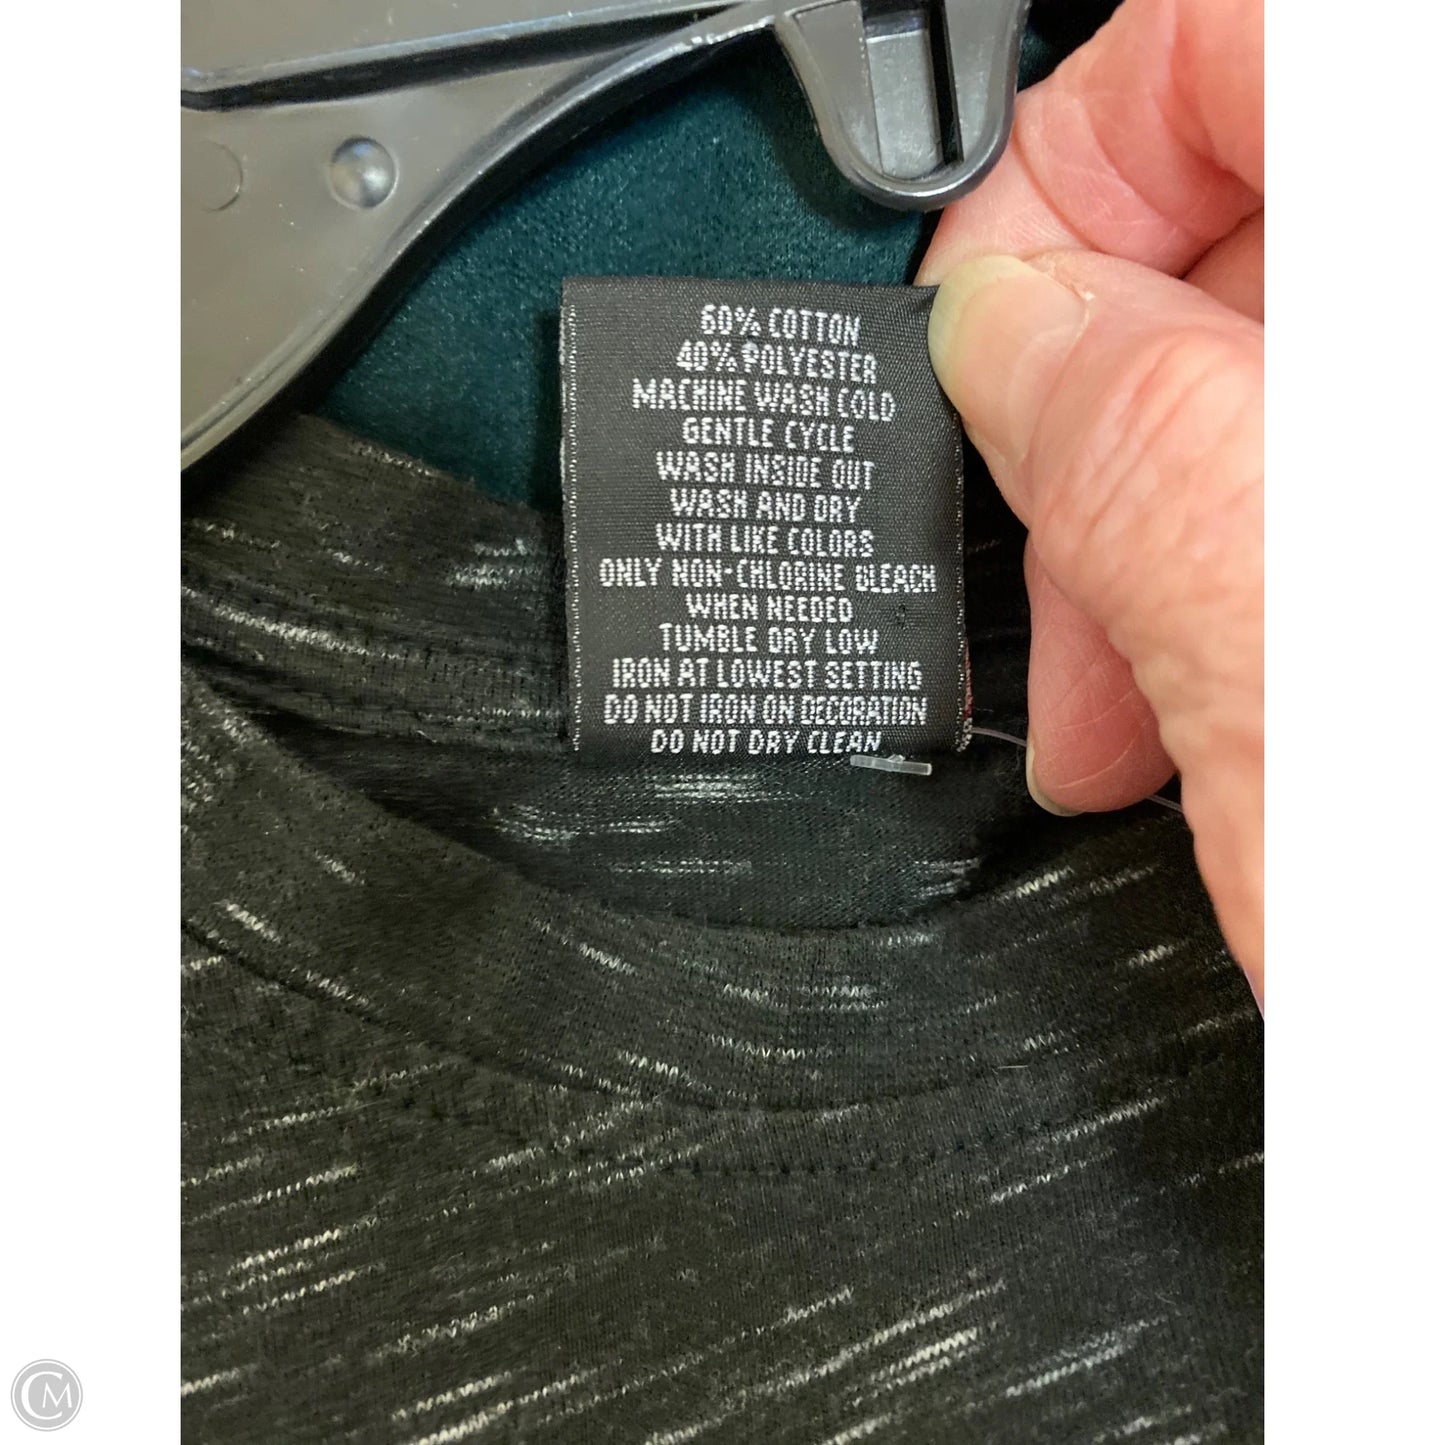 60% COTTON
40% POLYESTER
MACHINE WASH COLD
GENTLE CYCLE
WASH INSIDE OUT
WASH AND DRY
WITH LIKE COLORS
ONLY NON-CHLORINE BLEACH
WHEN NEEDED
TUMBLE DRY LOW
IRON AT LOWEST SETTING
DO NOT IRON ON DECORATION
DO NOT DRY CLEAN
CM